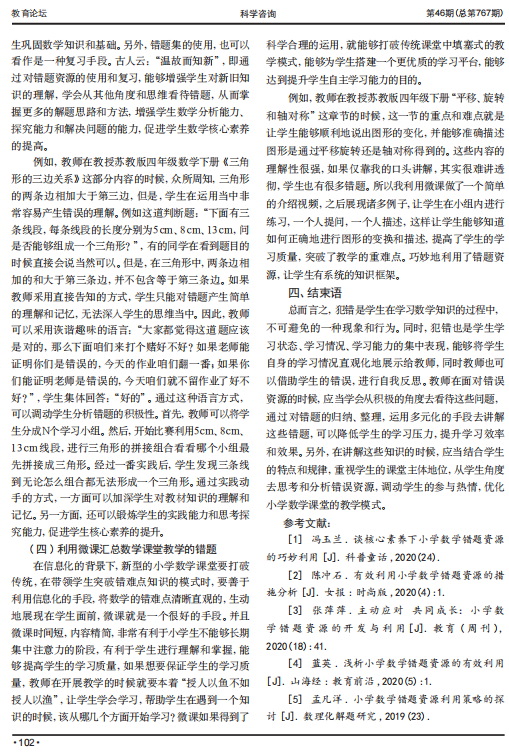 教育论坛
科学咨询
第46期(总第767期)
生巩固数学知识和基础。另外，错题集的使用，也可以
看作是一种复习手段。古人云：“温故而知新”，即通
过对错题资源的使用和复习，能够增强学生对新旧知
识的理解，学会从其他角度和思维看待错题，从而掌
握更多的解题思路和方法，增强学生数学分析能力、
探究能力和解决问题的能力，促进学生数学核心素养
的提高。
例如，教师在教授苏教版四年级数学下册《三角
形的三边关系》这部分内容的时候，众所周知，三角形
的两条边相加大于第三边，但是，学生在运用当中非
常容易产生错误的理解。例如这道判断题：“下面有三
条线段，每条线段的长度分别为5cm、8cm、13cm，问
是否能够组成一个三角形？”，有的同学在看到题目的
时候直接会说当然可以。但是，在三角形中，两条边相
加的和大于第三条边，并不包含等于第三条边。如果
教师采用直接告知的方式，学生只能对错题产生简单
的理解和记忆，无法深入学生的思维当中。因此，教师
可以采用诙谐趣味的语言：“大家都觉得这道题应该
是对的，那么下面咱们来打个赌好不好？如果老师能
证明你们是错误的，今天的作业咱们翻一番；如果你
们能证明老师是错误的，今天咱们就不留作业了好不
好？”，学生集体回答：“好的”。通过这种语言方式，
可以调动学生分析错题的积极性。首先，教师可以将学
生分成N个学习小组。然后，开始比赛利用5cm、8cm、
13cm线段，进行三角形的拼接组合看看哪个小组最
先拼接成三角形。经过一番实践后，学生发现三条线
到无论怎么组合都无法形成一个三角形。通过实践动
手的方式，一方面可以加深学生对教材知识的理解和
记忆。另一方面，还可以锻炼学生的实践能力和思考探
究能力，促进学生核心素养的提升。
（四）利用微课汇总数学课堂教学的错题
在信息化的背景下，新型的小学数学课堂要打破
传统，在带领学生突破错难点知识的模式时，要善于
利用信息化的手段，将数学的错难点清晰直观的，生动
地展现在学生面前，微课就是一个很好的手段。并且
微课时间短，内容精简，非常有利于小学生不能够长期
集中注意力的阶段，有利于学生进行理解和掌握，能
够提高学生的学习质量，如果想要保证学生的学习质
量，教师在开展教学的时候就要本着“授人以鱼不如
授人以渔”，让学生学会学习，帮助学生在遇到一个知
识的时候，该从哪几个方面开始学习？微课如果得到了
科学合理的运用，就能够打破传统课堂中填塞式的教
学模式，能够为学生搭建一个更优质的学习平台，能够
达到提升学生自主学习能力的目的。
例如，教师在教授苏教版四年级下册“平移、旋转
和轴对称”这章节的时候，这一节的重点和难点就是
让学生能够顺利地说出图形的变化，并能够准确描述
图形是通过平移旋转还是轴对称得到的。这些内容的
理解性很强，如果仅靠我的口头讲解，其实很难讲透
彻，学生也有很多错题。所以我利用微课做了一个简单
的介绍视频，之后展现诸多例子，让学生在小组内进行
练习，一个人提问，一个人描述，这样让学生能够知道
如何正确地进行图形的变换和描述，提高了学生的学
习质量，突破了教学的重难点。巧妙地利用了错题资
源，让学生有系统的知识框架。
四、结束语
总而言之，犯错是学生在学习数学知识的过程中，
不可避免的一种现象和行为。同时，犯错也是学生学
习状态、学习情况、学习能力的集中表现，能够将学生
自身的学习情况直观化地展示给教师，同时教师也可
以借助学生的错误，进行自我反思。教师在面对错误
资源的时候，应当学会从积极的角度去看待这些问题，
通过对错题的归纳、整理，运用多元化的手段去讲解
这些错题，可以降低学生的学习压力，提升学习效率
和效果。另外，在讲解这些知识的时候，应当结合学生
的特点和规律，重视学生的课堂主体地位，从学生角度
去思考和分析错误资源，调动学生的参与热情，优化
小学数学课堂的教学模式。
参考文献：
[1] 冯玉兰.谈核心素养下小学数学错题资源
的巧妙利用[J].科普童话,2020(24).
[2] 陈冲石.有效利用小学数学错题资源的措
施分析[J].女报：时尚版,2020(4):1.
[3] 张萍萍.主动应对 共同成长：小学数
学错题资源的开发与利用[J].教育（周刊）,
2020(18):41.
[4] 蓝英.浅析小学数学错题资源的有效利用
[J].山海经：教育前沿,2020(5):1.
[5] 孟凡洋.小学数学错题资源利用策略的探
讨[J].数理化解题研究,2019(23).
·102·